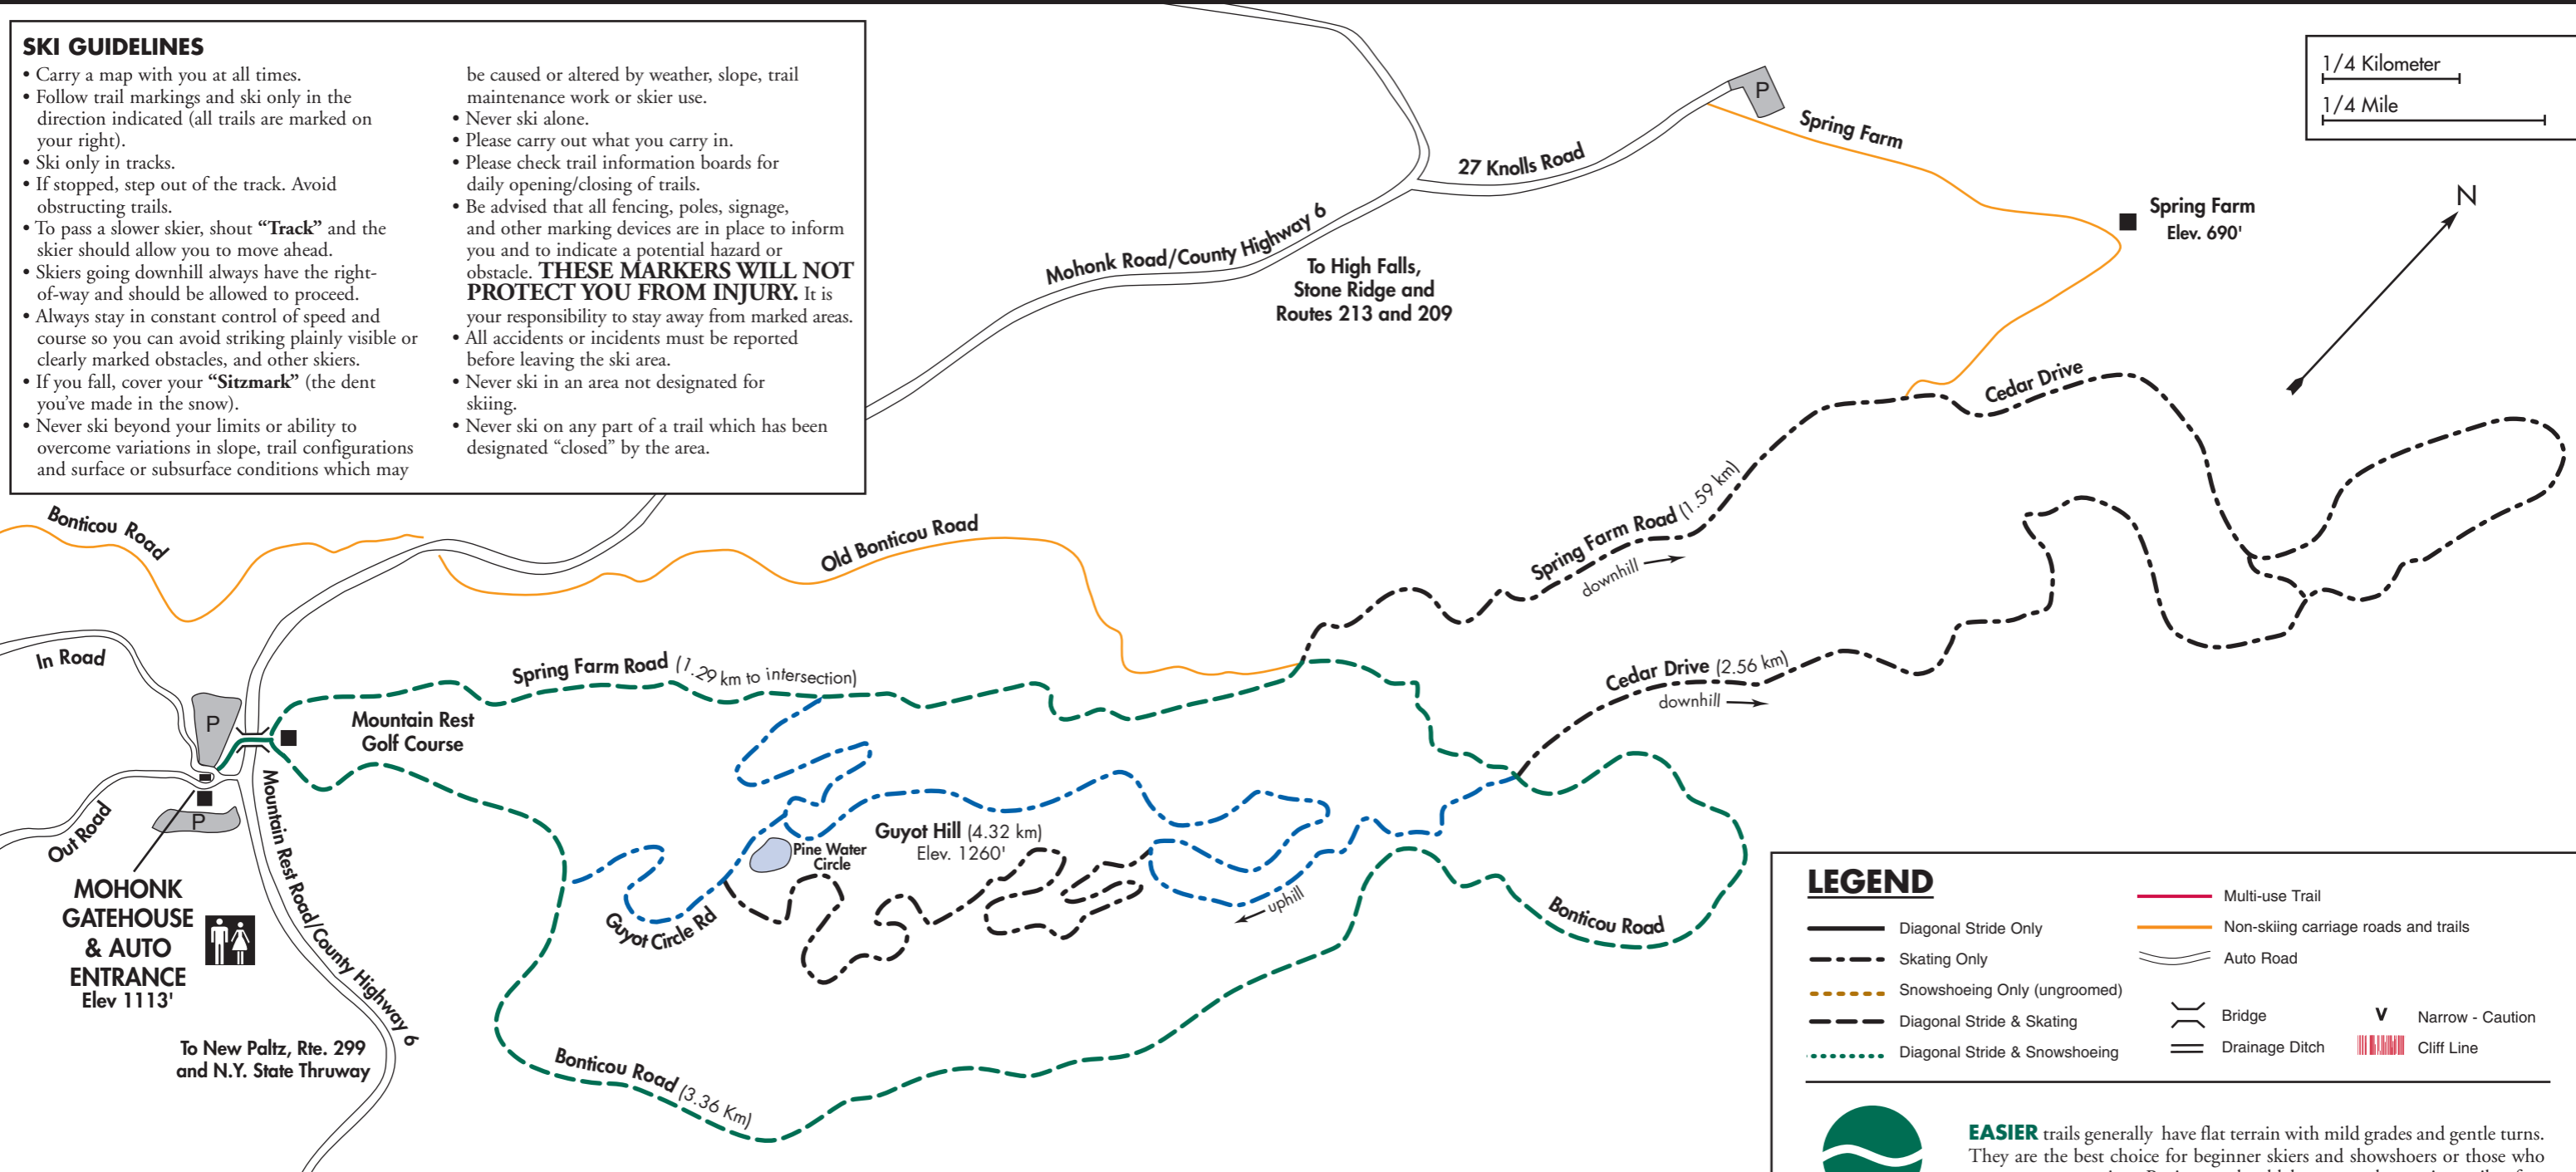 SKI GUIDELINES
• Carry a map with you at all times.
• Follow trail markings and ski only in the
direction indicated (all trails are marked on
your right).
• Ski only in tracks.
• If stopped, step out of the track. Avoid
obstructing trails.
• To pass a slower skier, shout “Track” and the
skier should allow you to move ahead.
• Skiers going downhill always have the right-
of-way and should be allowed to proceed.
• Always stay in constant control of speed and
course so you can avoid striking plainly visible or
clearly marked obstacles, and other skiers.
• If you fall, cover your “Sitzmark” (the dent
you’ve made in the snow).
• Never ski beyond your limits or ability to
overcome variations in slope, trail configurations
and surface or subsurface conditions which may
be caused or altered by weather, slope, trail
maintenance work or skier use.
• Never ski alone.
• Please carry out what you carry in.
• Please check trail information boards for
daily opening/closing of trails.
• Be advised that all fencing, poles, signage,
and other marking devices are in place to inform
you and to indicate a potential hazard or
obstacle. THESE MARKERS WILL NOT
PROTECT YOU FROM INJURY. It is
your responsibility to stay away from marked areas.
• All accidents or incidents must be reported
before leaving the ski area.
• Never ski in an area not designated for
skiing.
• Never ski on any part of a trail which has been
designated “closed” by the area.
1/4 Kilometer
1/4 Mile
N
P
Spring Farm
27 Knolls Road
Spring Farm
Elev. 690'
Mohonk Road/County Highway 6
To High Falls,
Stone Ridge and
Routes 213 and 209
Cedar Drive
Bonticou Road
Old Bonticou Road
Spring Farm Road (1.59 km)
downhill
In Road
Spring Farm Road (1.29 km to intersection)
Cedar Drive (2.56 km)
downhill
P
Mountain Rest
Golf Course
P
Out Road
Mountain Rest Road/County Highway 6
Pine Water
Circle
Guyot Hill (4.32 km)
Elev. 1260'
uphill
Guyot Circle Rd
Bonticou Road
MOHONK
GATEHOUSE
& AUTO
ENTRANCE
Elev 1113'
To New Paltz, Rte. 299
and N.Y. State Thruway
Bonticou Road (3.36 Km)
LEGEND
Diagonal Stride Only
Skating Only
Snowshoeing Only (ungroomed)
Diagonal Stride & Skating
Diagonal Stride & Snowshoeing
Multi-use Trail
Non-skiing carriage roads and trails
Auto Road
Bridge
Drainage Ditch
V Narrow - Caution
Cliff Line
EASIER trails generally have flat terrain with mild grades and gentle turns.
They are the best choice for beginner skiers and showshoers or those who